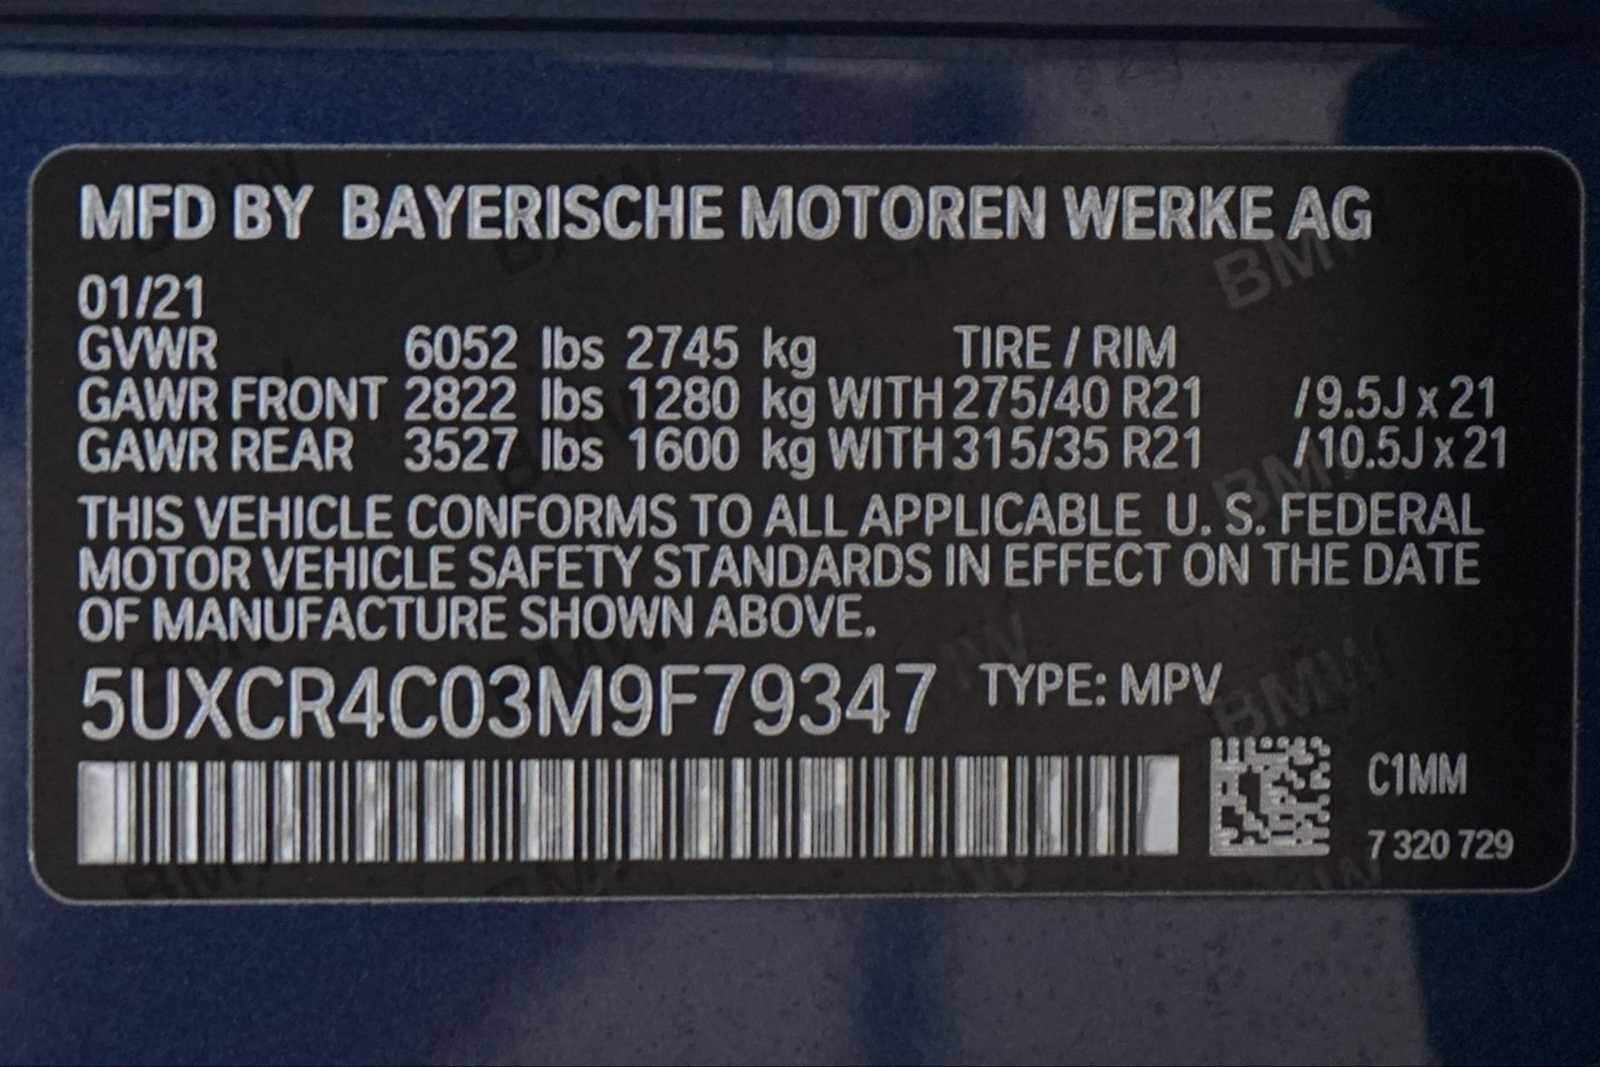 MFD BY BAYERISCHE MOTOREN WERKE AG
01/21
GVWR 6052 lbs 2745 kg TIRE / RIM
GAWR FRONT 2822 lbs 1280 kg WITH 275/40 R21 /9.5J x 21
GAWR REAR 3527 lbs 1600 kg WITH 315/35 R21 /10.5J x 21
THIS VEHICLE CONFORMS TO ALL APPLICABLE U. S. FEDERAL
MOTOR VEHICLE SAFETY STANDARDS IN EFFECT ON THE DATE
OF MANUFACTURE SHOWN ABOVE.
5UXCR4C03M9F79347 TYPE: MPV
C1MM
7 320 729
BMW
BMW
BMW